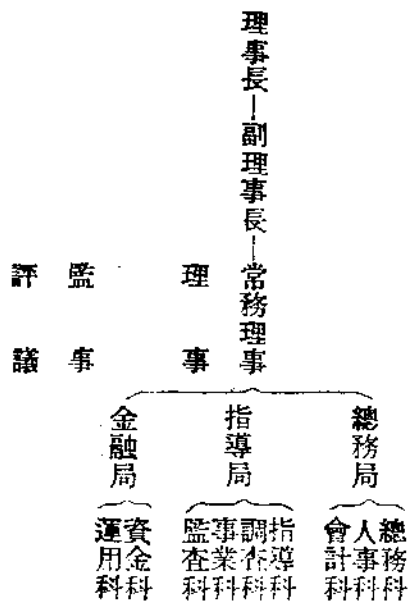 理事長—副理事長—常務理事
理事
監事
評議
總務局
總務科
人事科
會計科
指導局
指導科
調査科
事業科
監査科
金融局
資金科
運用科